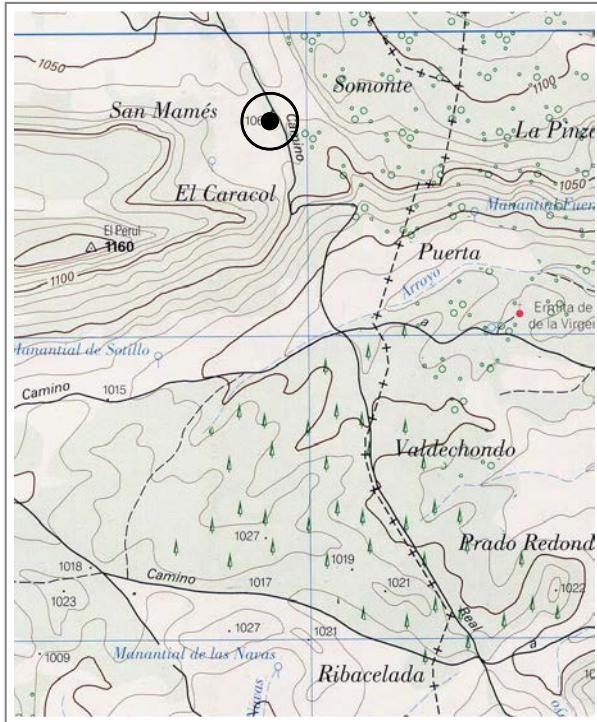 1050
Somonte
1100
San Mamés
Camino
La Pinza
1050
El Caracol
Manantial Fuen
El Perul
1160
Puerta
1100
Arroyo
Ermita de
de la Virgen
a
Manantial de Sotillo
Camino
1015
Valdechondo
1027
Prado Redond
1019
1018
Camino
1017
1021
1022
1023
Real
1027
1021
a
1009
Manantial de las Navas
Ribacelada
Navas